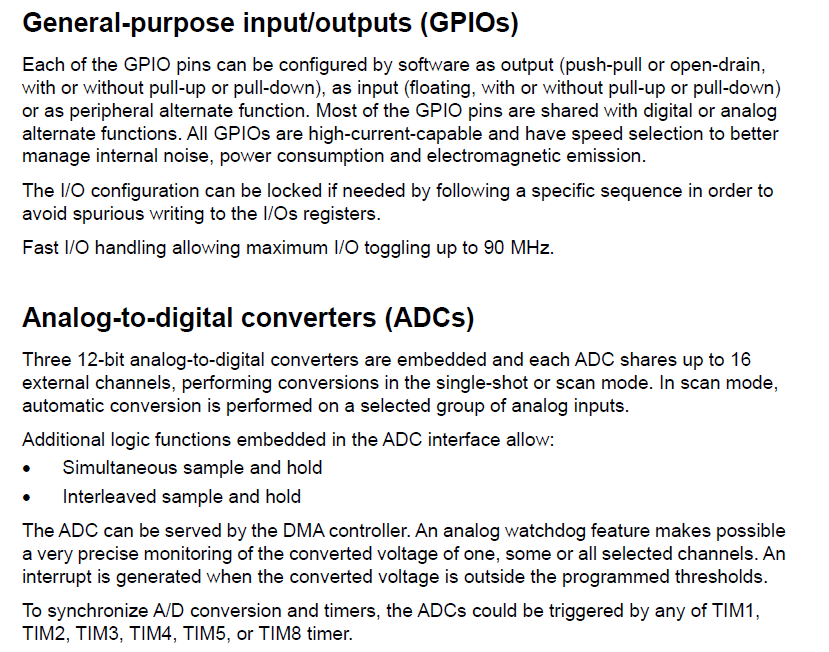 General-purpose input/outputs (GPIOs)
Each of the GPIO pins can be configured by software as output (push-pull or open-drain,
with or without pull-up or pull-down), as input (floating, with or without pull-up or pull-down)
or as peripheral alternate function. Most of the GPIO pins are shared with digital or analog
alternate functions. All GPIOs are high-current-capable and have speed selection to better
manage internal noise, power consumption and electromagnetic emission.
The I/O configuration can be locked if needed by following a specific sequence in order to
avoid spurious writing to the I/Os registers.
Fast I/O handling allowing maximum I/O toggling up to 90 MHz.
Analog-to-digital converters (ADCs)
Three 12-bit analog-to-digital converters are embedded and each ADC shares up to 16
external channels, performing conversions in the single-shot or scan mode. In scan mode,
automatic conversion is performed on a selected group of analog inputs.
Additional logic functions embedded in the ADC interface allow:
• Simultaneous sample and hold
• Interleaved sample and hold
The ADC can be served by the DMA controller. An analog watchdog feature makes possible
a very precise monitoring of the converted voltage of one, some or all selected channels. An
interrupt is generated when the converted voltage is outside the programmed thresholds.
To synchronize A/D conversion and timers, the ADCs could be triggered by any of TIM1,
TIM2, TIM3, TIM4, TIM5, or TIM8 timer.